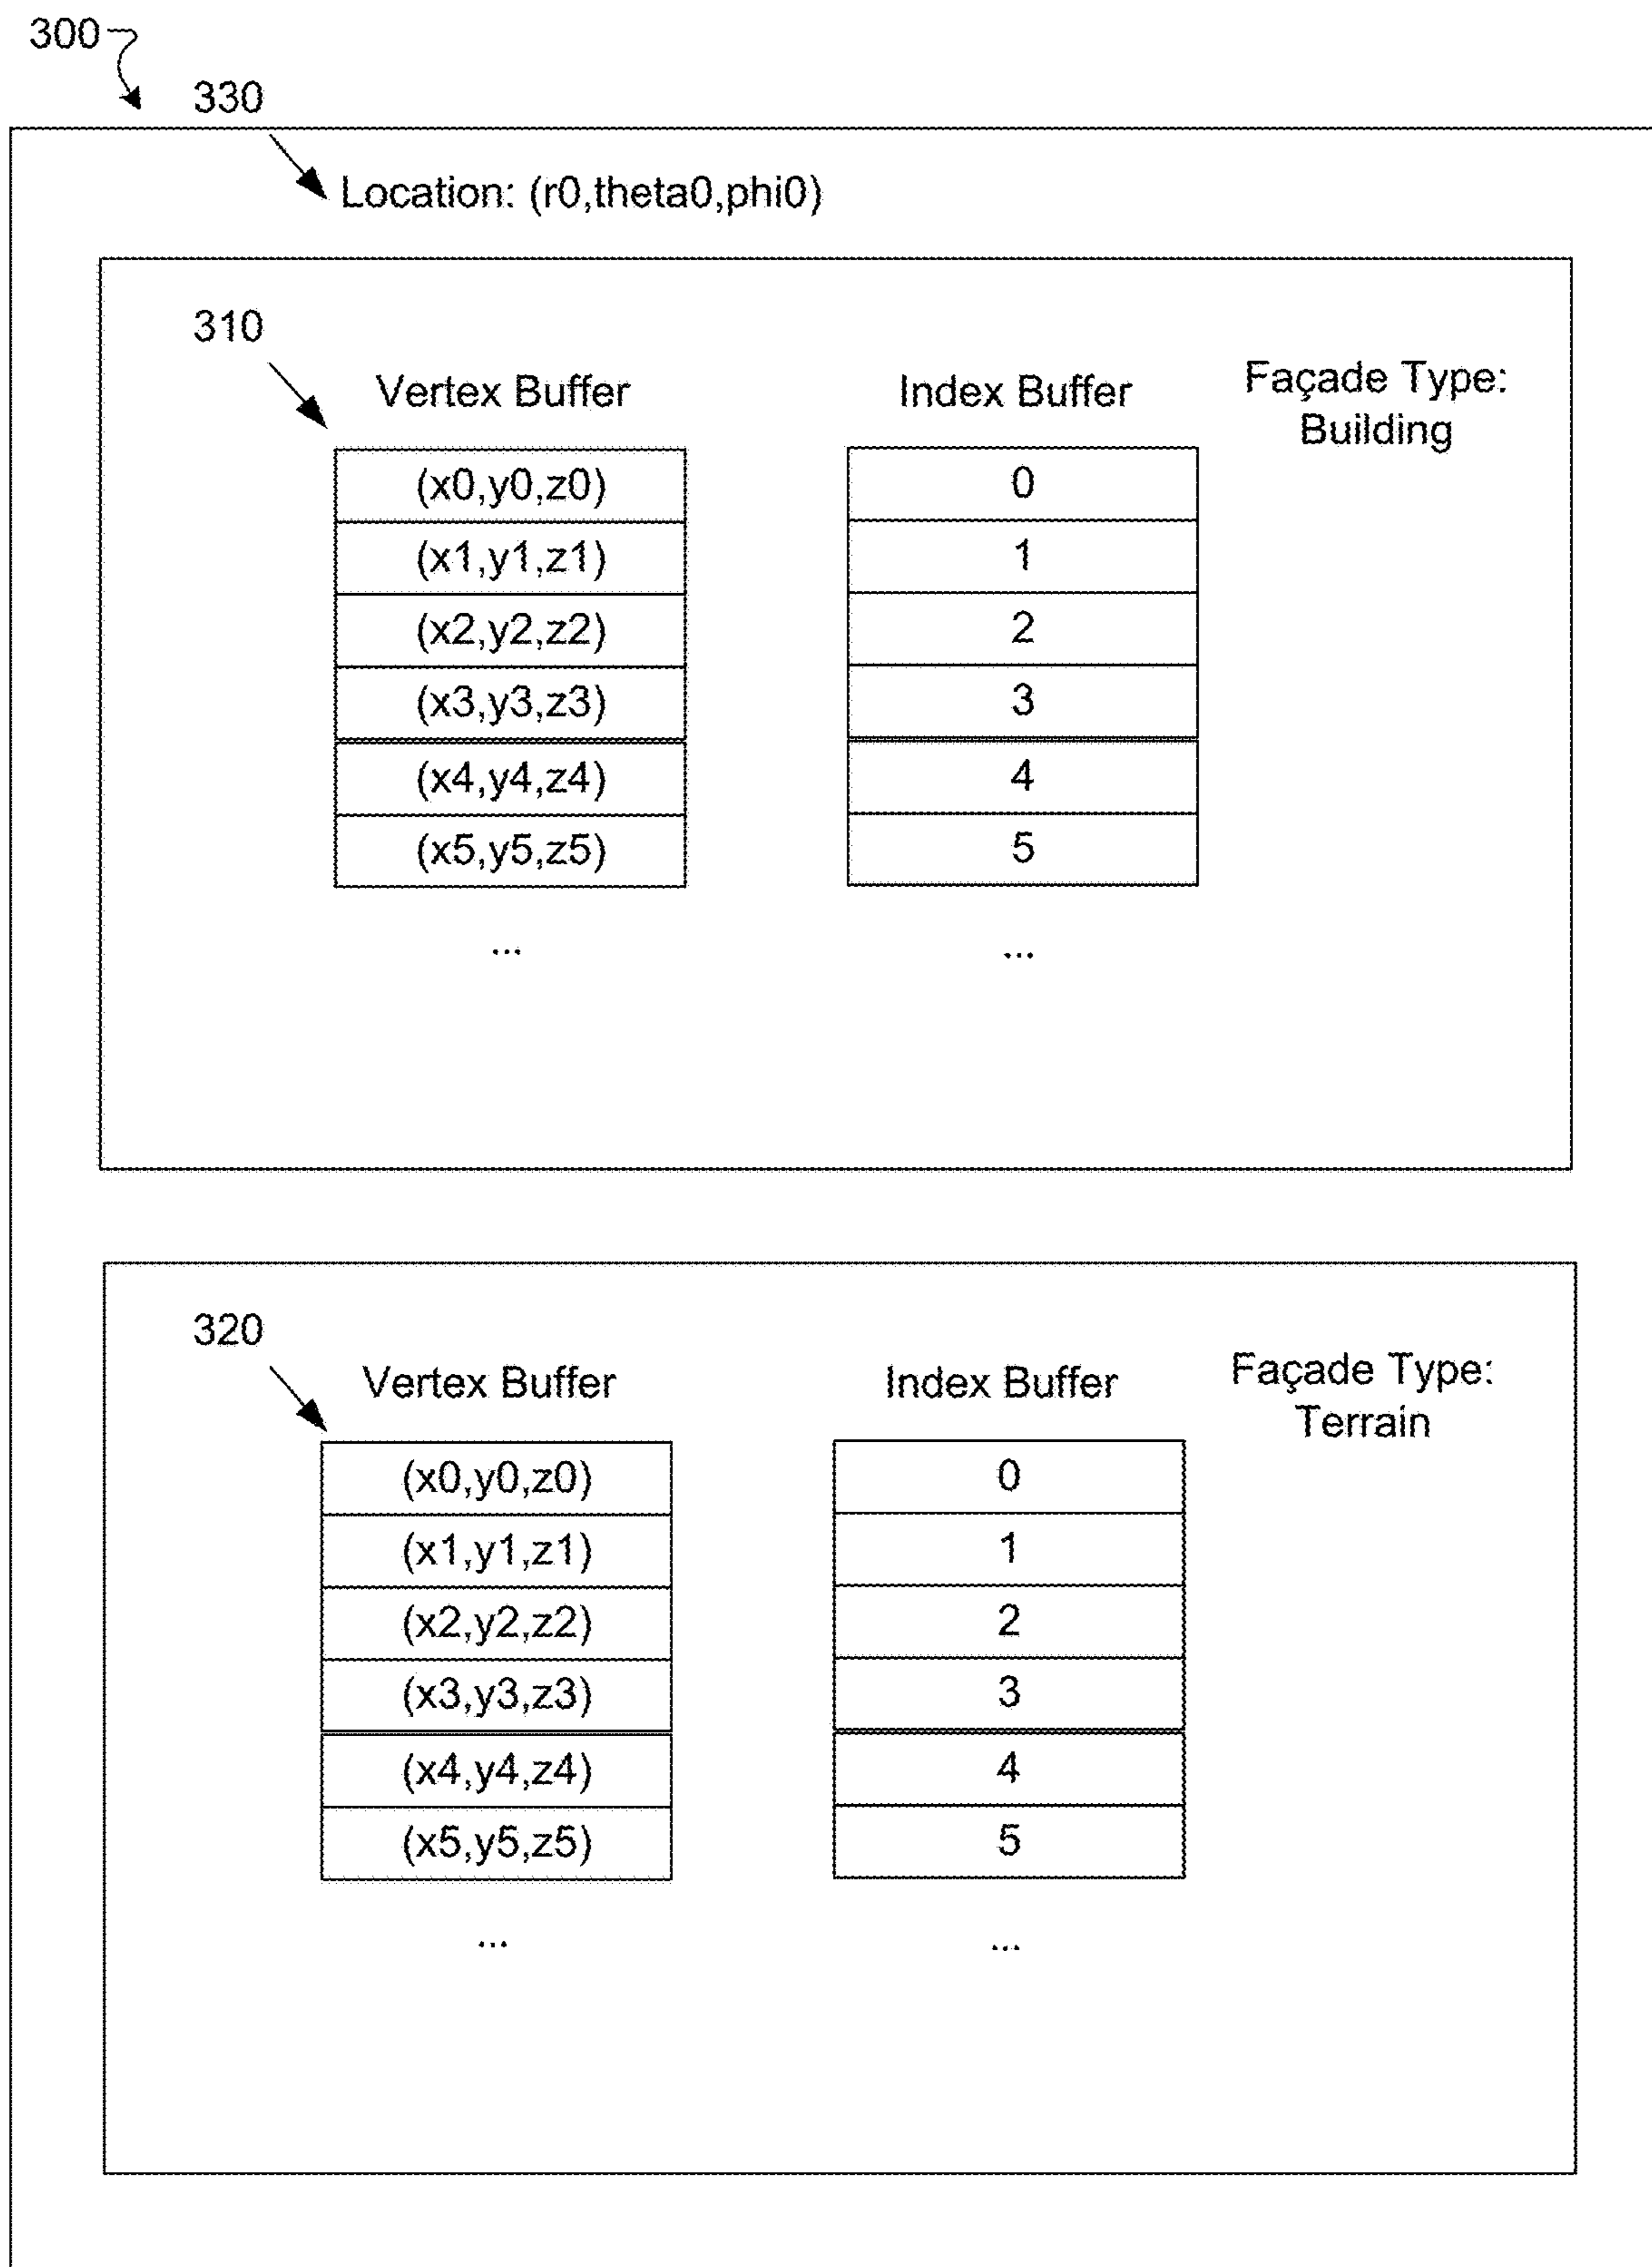 300
330
Location: (r0,theta0,phi0)
310
Vertex Buffer
Index Buffer
Façade Type:
Building
(x0,y0,z0)
0
(x1,y1,z1)
1
(x2,y2,z2)
2
(x3,y3,z3)
3
(x4,y4,z4)
4
(x5,y5,z5)
5
...
...
320
Vertex Buffer
Index Buffer
Façade Type:
Terrain
(x0,y0,z0)
0
(x1,y1,z1)
1
(x2,y2,z2)
2
(x3,y3,z3)
3
(x4,y4,z4)
4
(x5,y5,z5)
5
...
...